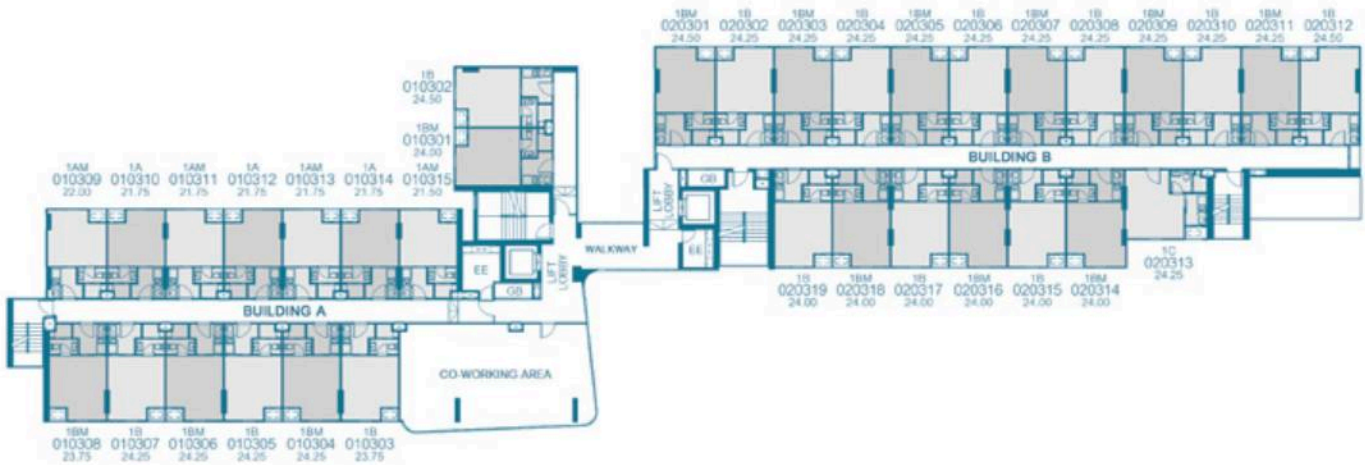 1BM 1B 1BM 1B 1BM 1B 1BM 1B 1BM 1B 1BM 1B
020301 020302 020303 020304 020305 020306 020307 020308 020309 020310 020311 020312
24.50 24.25 24.25 24.25 24.25 24.25 24.25 24.25 24.25 24.25 24.25 24.50
1B
010302
24.50
1BM
010301
24.00
BUILDING B
1AM 1A 1AM 1A 1AM 1A 1AM
010309 010310 010311 010312 010313 010314 010315
22.00 21.75 21.75 21.75 21.75 21.75 21.50
GB
LIFT
LOBBY
WALKWAY
EE
EE
LIFT
LOBBY
GB
1C
020313
24.25
1B 1BM 1B 1BM 1B 1BM
020319 020318 020317 020316 020315 020314
24.00 24.00 24.00 24.00 24.00 24.00
BUILDING A
CO-WORKING AREA
1BM 1B 1BM 1B 1BM 1B
010308 010307 010306 010305 010304 010303
23.75 24.25 24.25 24.25 24.25 23.75